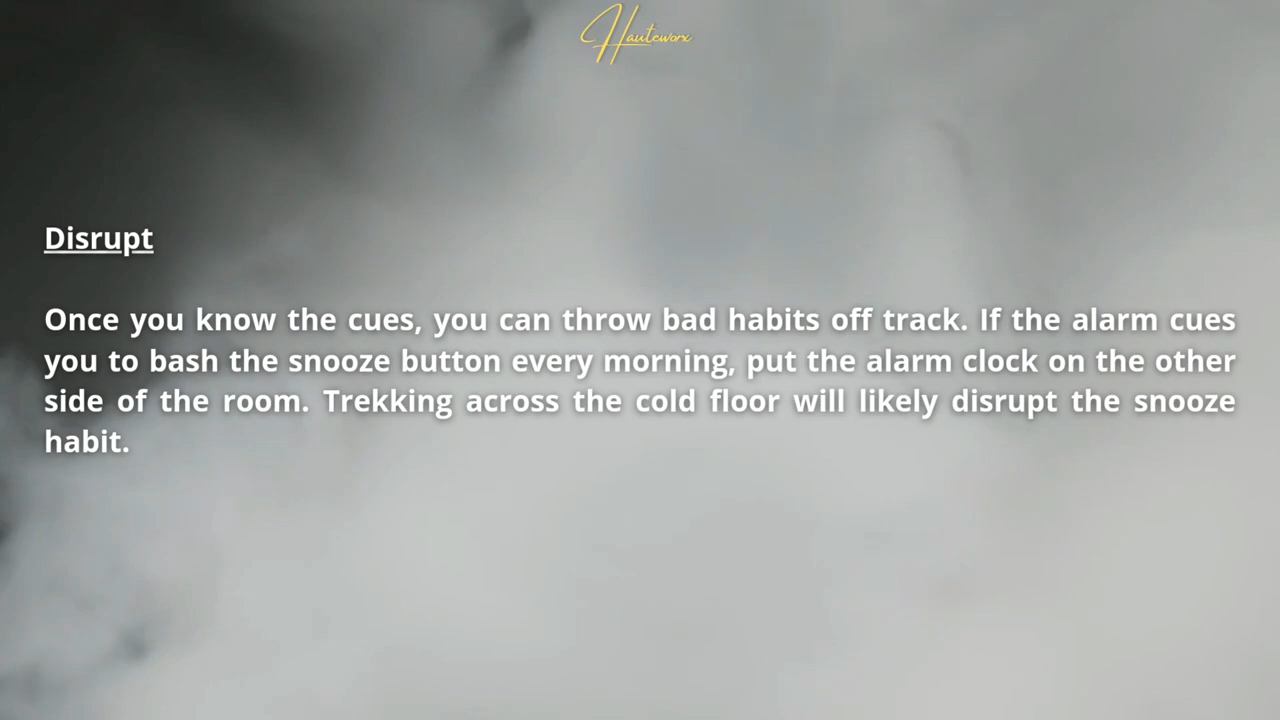 Hauteworx
Disrupt
Once you know the cues, you can throw bad habits off track. If the alarm cues
you to bash the snooze button every morning, put the alarm clock on the other
side of the room. Trekking across the cold floor will likely disrupt the snooze
habit.